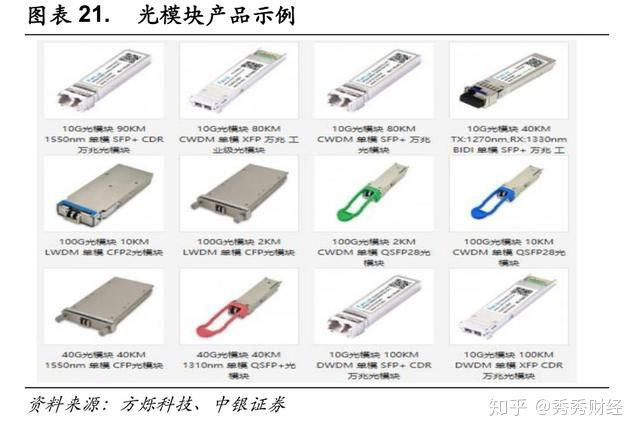 图表 21. 光模块产品示例
10G光模块 90KM
1550nm 单模 SFP+ CDR
万兆光模块
10G光模块 80KM
CWDM 单模 XFP 万兆 工
业级光模块
10G光模块 80KM
CWDM 单模 SFP+ 万兆
光模块
10G光模块 40KM
TX:1270nm,RX:1330nm
BIDI 单模 SFP+ 万兆 工
100G光模块 10KM
LWDM 单模 CFP2光模块
100G光模块 2KM
LWDM 单模 CFP光模块
100G光模块 2KM
CWDM 单模 QSFP28光
模块
100G光模块 10KM
CWDM 单模 QSFP28光
模块
40G光模块 40KM
1550nm 单模 CFP光模块
40G光模块 40KM
1310nm 单模 QSFP+光
模块
10G光模块 100KM
DWDM 单模 SFP+ CDR
万兆光模块
10G光模块 100KM
DWDM 单模 XFP CDR
万兆光模块
资料来源：方烁科技、中银证券
知乎 @秀秀财经